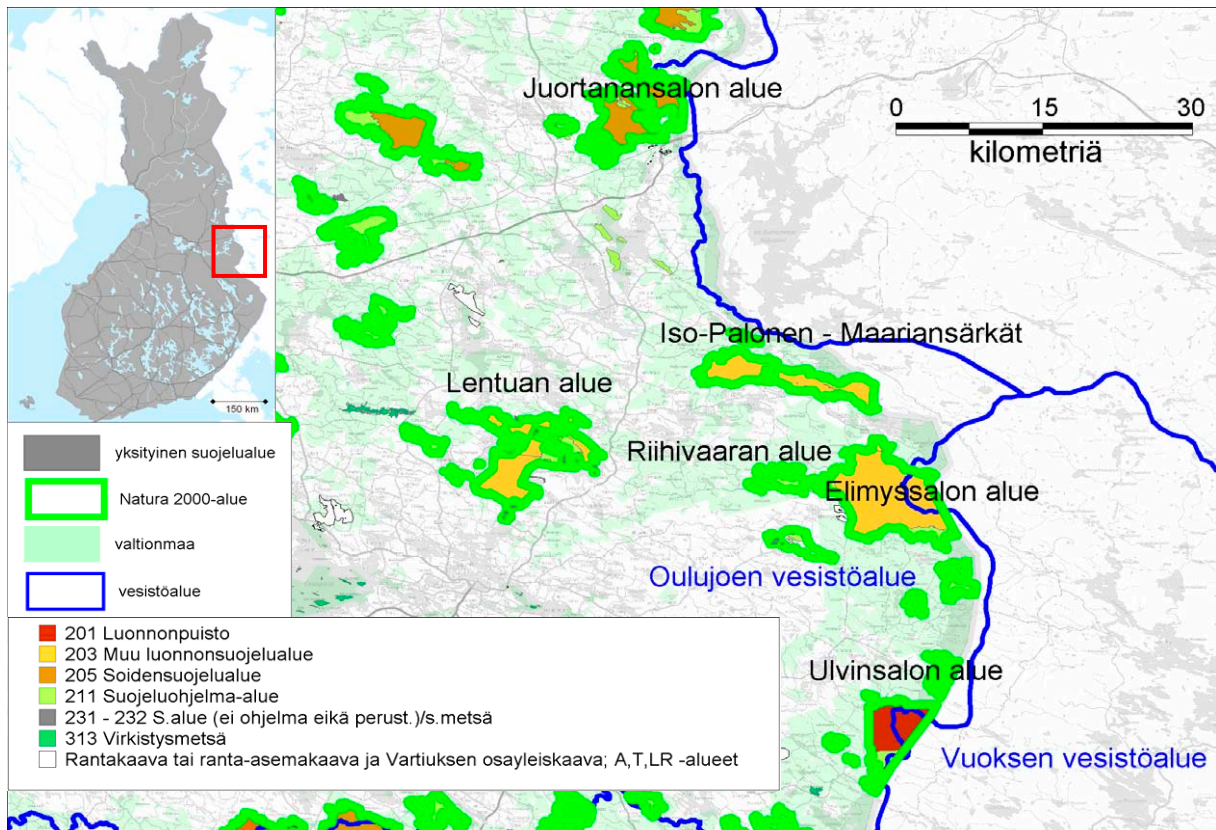 Juortanansalon alue
0 15 30
kilometriä
Iso-Palonen - Maariansärkät
Lentuan alue
Riihivaaran alue
Elimyssalon alue
Oulujoen vesistöalue
Ulvinsalon alue
Vuoksen vesistöalue
150 km
yksityinen suojelualue
Natura 2000-alue
valtionmaa
vesistöalue
201 Luonnonpuisto
203 Muu luonnonsuojelualue
205 Soidensuojelualue
211 Suojeluohjelma-alue
231 - 232 S.alue (ei ohjelma eikä perust.)/s.metsä
313 Virkistysmetsä
Rantakaava tai ranta-asemakaava ja Vartiuksen osayleiskaava; A,T,LR -alueet